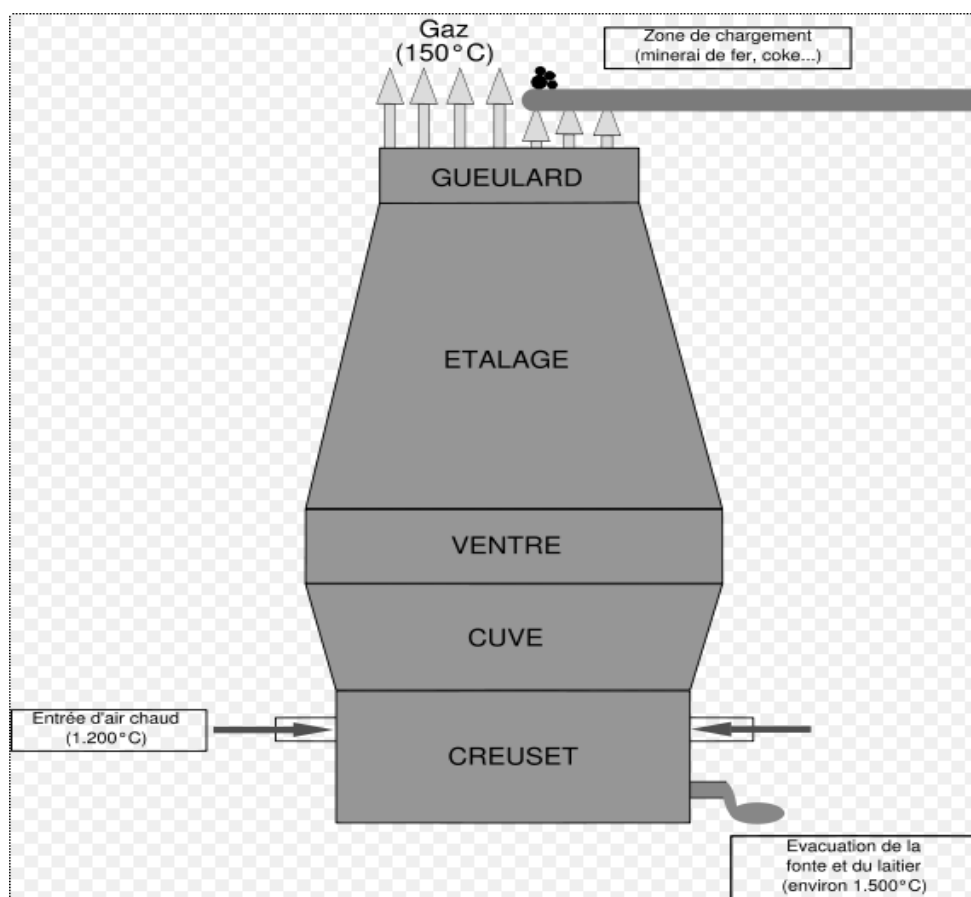 Gaz
(150°C)
Zone de chargement
(minerai de fer, coke...)
GUEULARD
ETALAGE
VENTRE
CUVE
Entrée d'air chaud
(1.200°C)
CREUSET
Evacuation de la
fonte et du laitier
(environ 1.500°C)